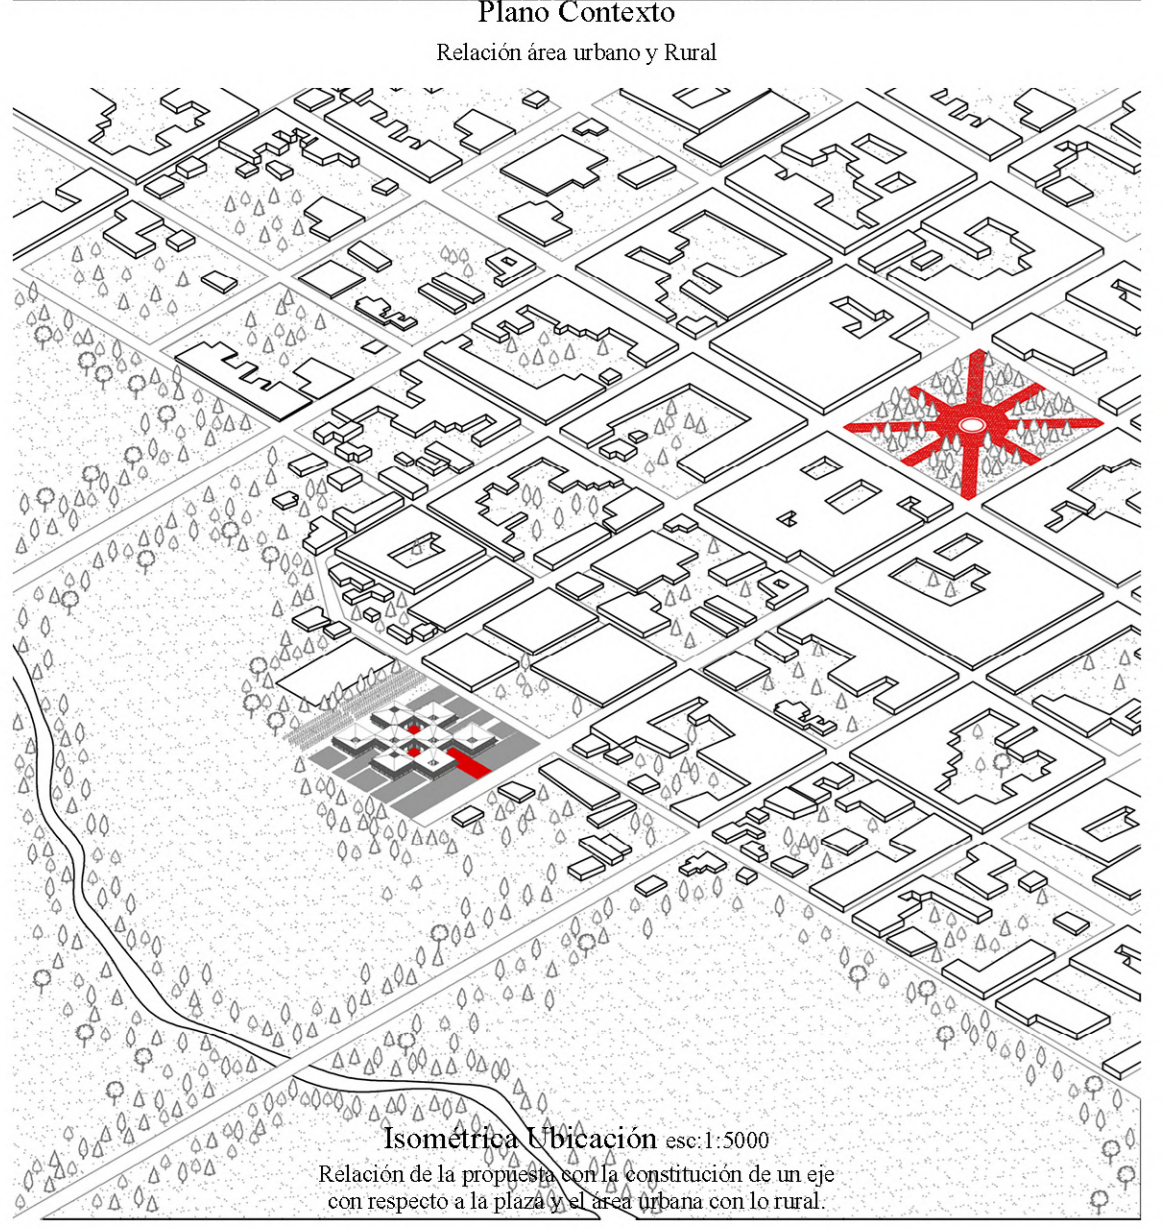 Plano Contexto
Relación área urbano y Rural
Isométrica Ubicación esc:1:5000
Relación de la propuesta con la constitución de un eje
con respecto a la plaza y el área urbana con lo rural.